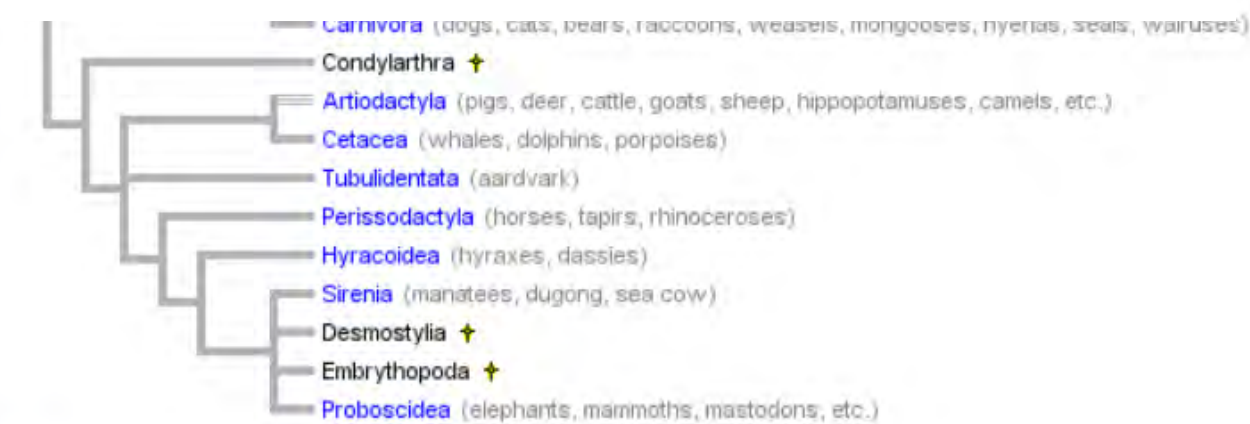 Carnivora (dogs, cats, bears, raccoons, weasels, mongooses, hyenas, seals, walruses)
Condylarthra
Artiodactyla (pigs, deer, cattle, goats, sheep, hippopotamuses, camels, etc.)
Cetacea (whales, dolphins, porpoises)
Tubulidentata (aardvark)
Perissodactyla (horses, tapirs, rhinoceroses)
Hyracoidea (hyraxes, dassies)
Sirenia (manatees, dugong, sea cow)
Desmostylia
Embrythopoda
Proboscidea (elephants, mammoths, mastodons, etc.)